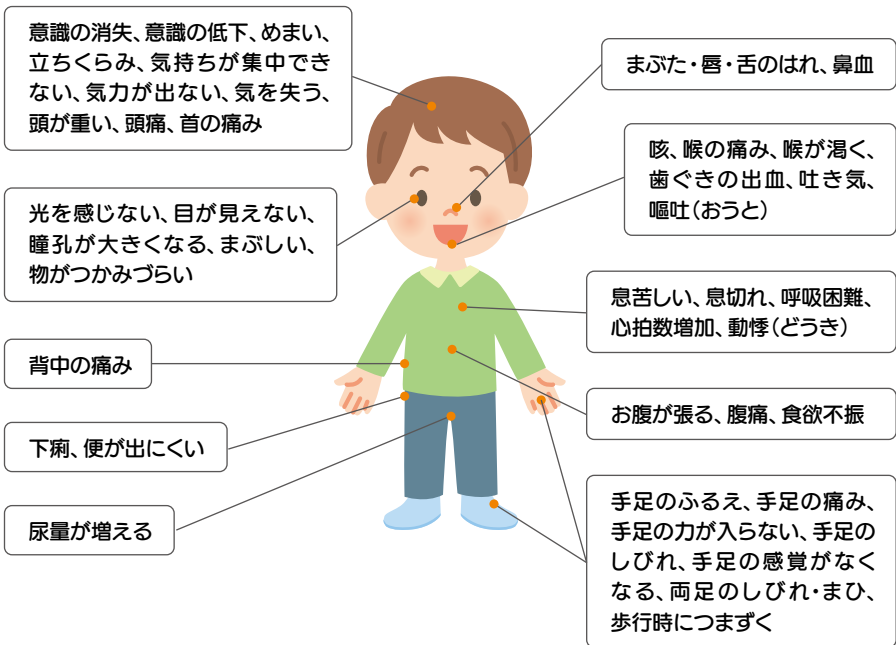 意識の消失、意識の低下、めまい、
立ちくらみ、気持ちが集中でき
ない、気力が出ない、気を失う、
頭が重い、頭痛、首の痛み
光を感じない、目が見えない、
瞳孔が大きくなる、まぶしい、
物がつかみづらい
背中の痛み
下痢、便が出にくい
尿量が増える
まぶた・唇・舌のはれ、鼻血
咳、喉の痛み、喉が渇く、
歯ぐきの出血、吐き気、
嘔吐(おうと)
息苦しい、息切れ、呼吸困難、
心拍数増加、動悸(どうき)
お腹が張る、腹痛、食欲不振
手足のふるえ、手足の痛み、
手足の力が入らない、手足の
しびれ、手足の感覚がなく
なる、両足のしびれ・まひ、
歩行時につまずく